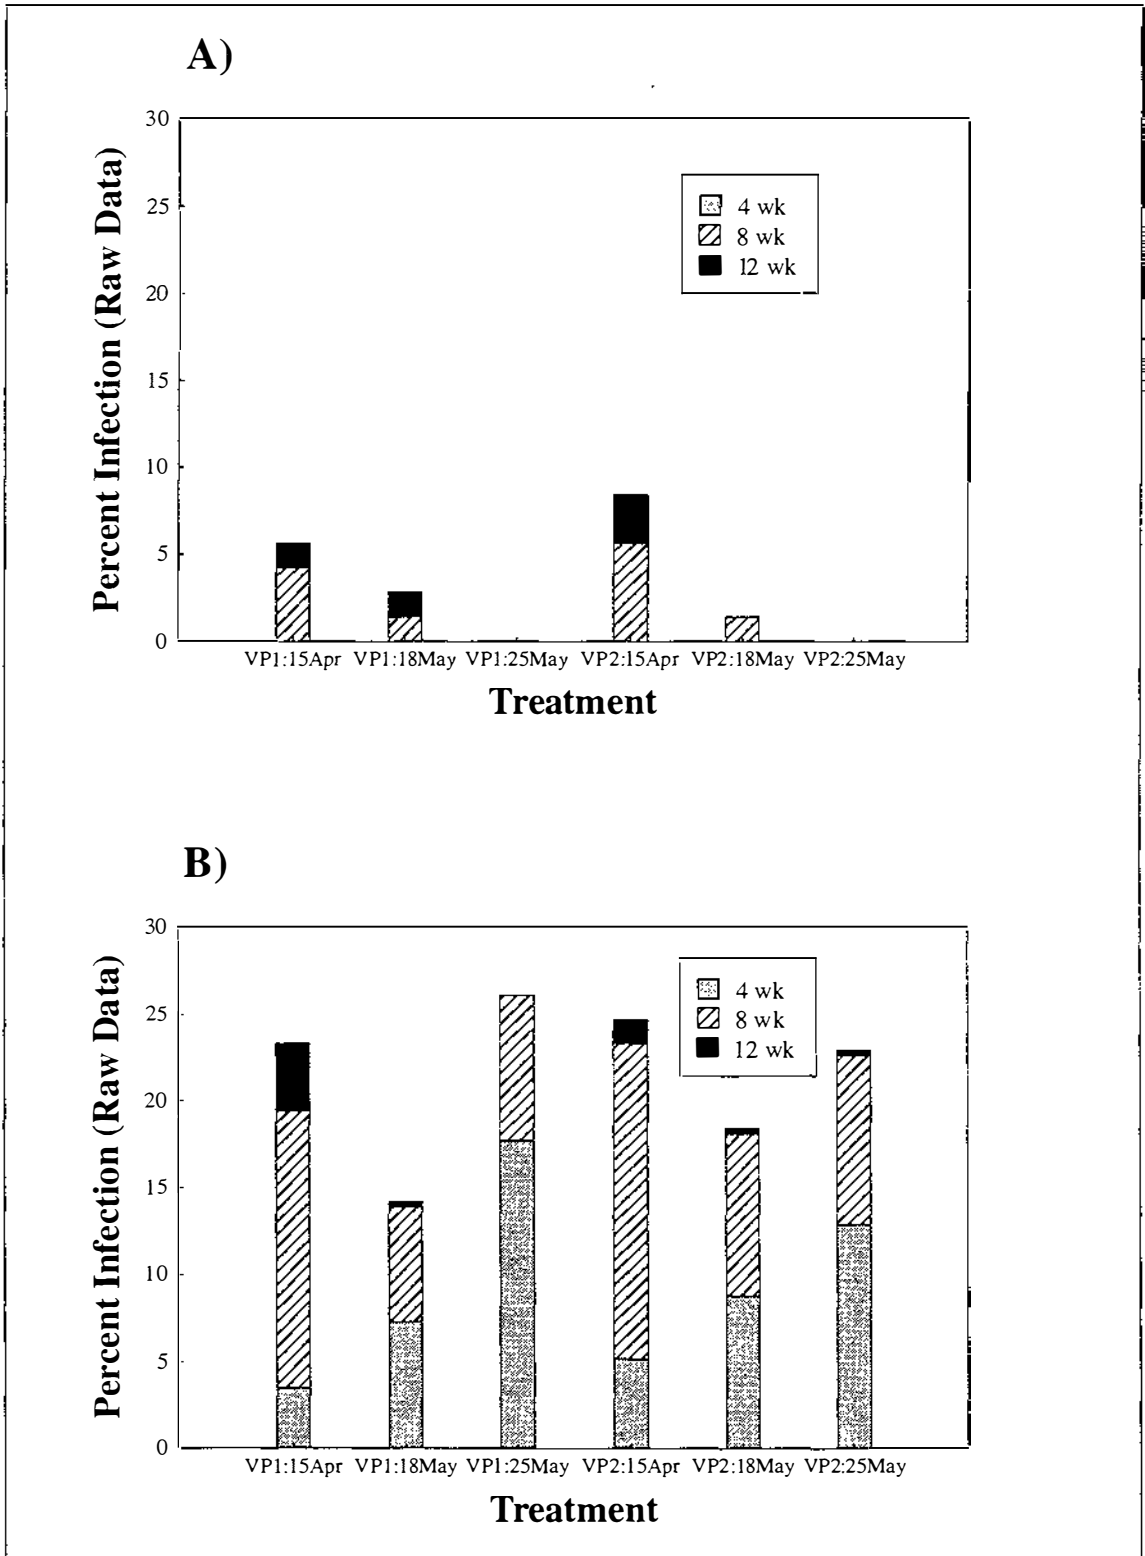 A)
Percent Infection (Raw Data)
30
25
20
15
10
5
0
4 wk
8 wk
12 wk
VP1:15Apr VP1:18May VP1:25May VP2:15Apr VP2:18May VP2:25May
Treatment
B)
Percent Infection (Raw Data)
30
25
20
15
10
5
0
4 wk
8 wk
12 wk
VP1:15Apr VP1:18May VP1:25May VP2:15Apr VP2:18May VP2:25May
Treatment